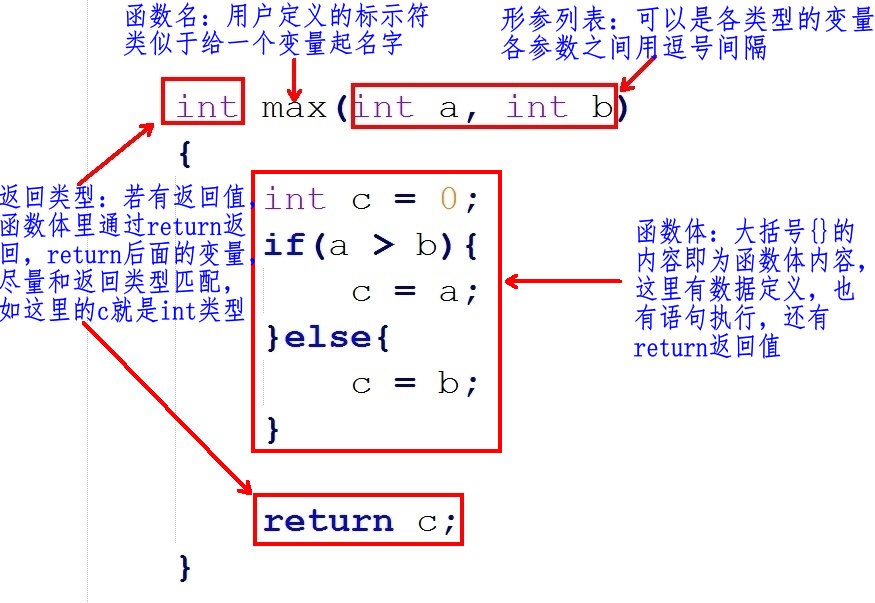 函数名：用户定义的标示符
类似于给一个变量起名字
形参列表：可以是各类型的变量
各参数之间用逗号间隔
int max(int a, int b)
{
返回类型：若有返回值，
函数体里通过return返
回，return后面的变量，
尽量和返回类型匹配，
如这里的c就是int类型
int c = 0;
if(a > b){
c = a;
}else{
c = b;
}
函数体：大括号{}的
内容即为函数体内容，
这里有数据定义，也
有语句执行，还有
return返回值
return c;
}